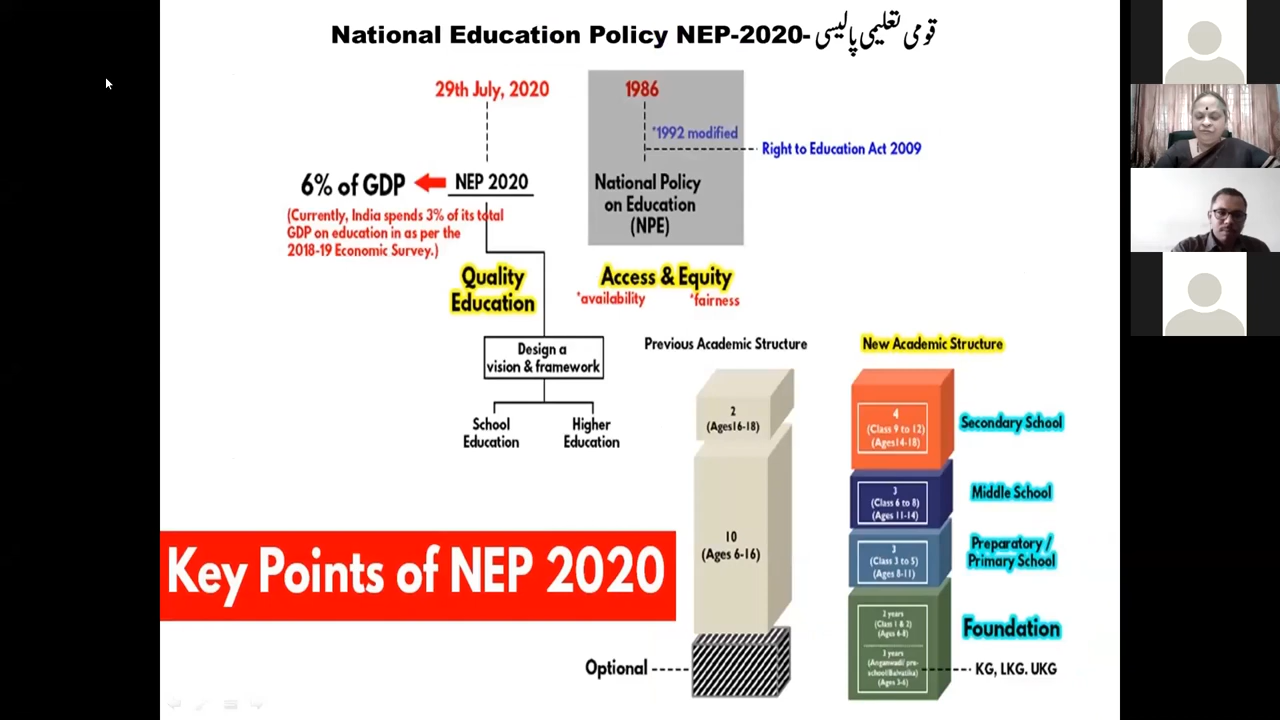 National Education Policy NEP-2020-قومی تعلیمی پالیسی
29th July, 2020
1986
*1992 modified
Right to Education Act 2009
6% of GDP
NEP 2020
(Currently, India spends 3% of its total
GDP on education in as per the
2018-19 Economic Survey.)
National Policy
on Education
(NPE)
Quality
Education
Access & Equity
*availability
*fairness
Design a
vision & framework
School
Education
Higher
Education
Key Points of NEP 2020
Previous Academic Structure
2
(Ages16-18)
10
(Ages 6-16)
Optional
New Academic Structure
4
(Class 9 to 12)
(Ages14-18)
Secondary School
3
(Class 6 to 8)
(Ages 11-14)
Middle School
3
(Class 3 to 5)
(Ages 8-11)
Preparatory /
Primary School
2 years
(Class 1 & 2)
(Ages 6-8)
Foundation
3 years
(Anganwadi/ pre-
school/Balvatika)
(Ages 3-6)
KG, LKG. UKG